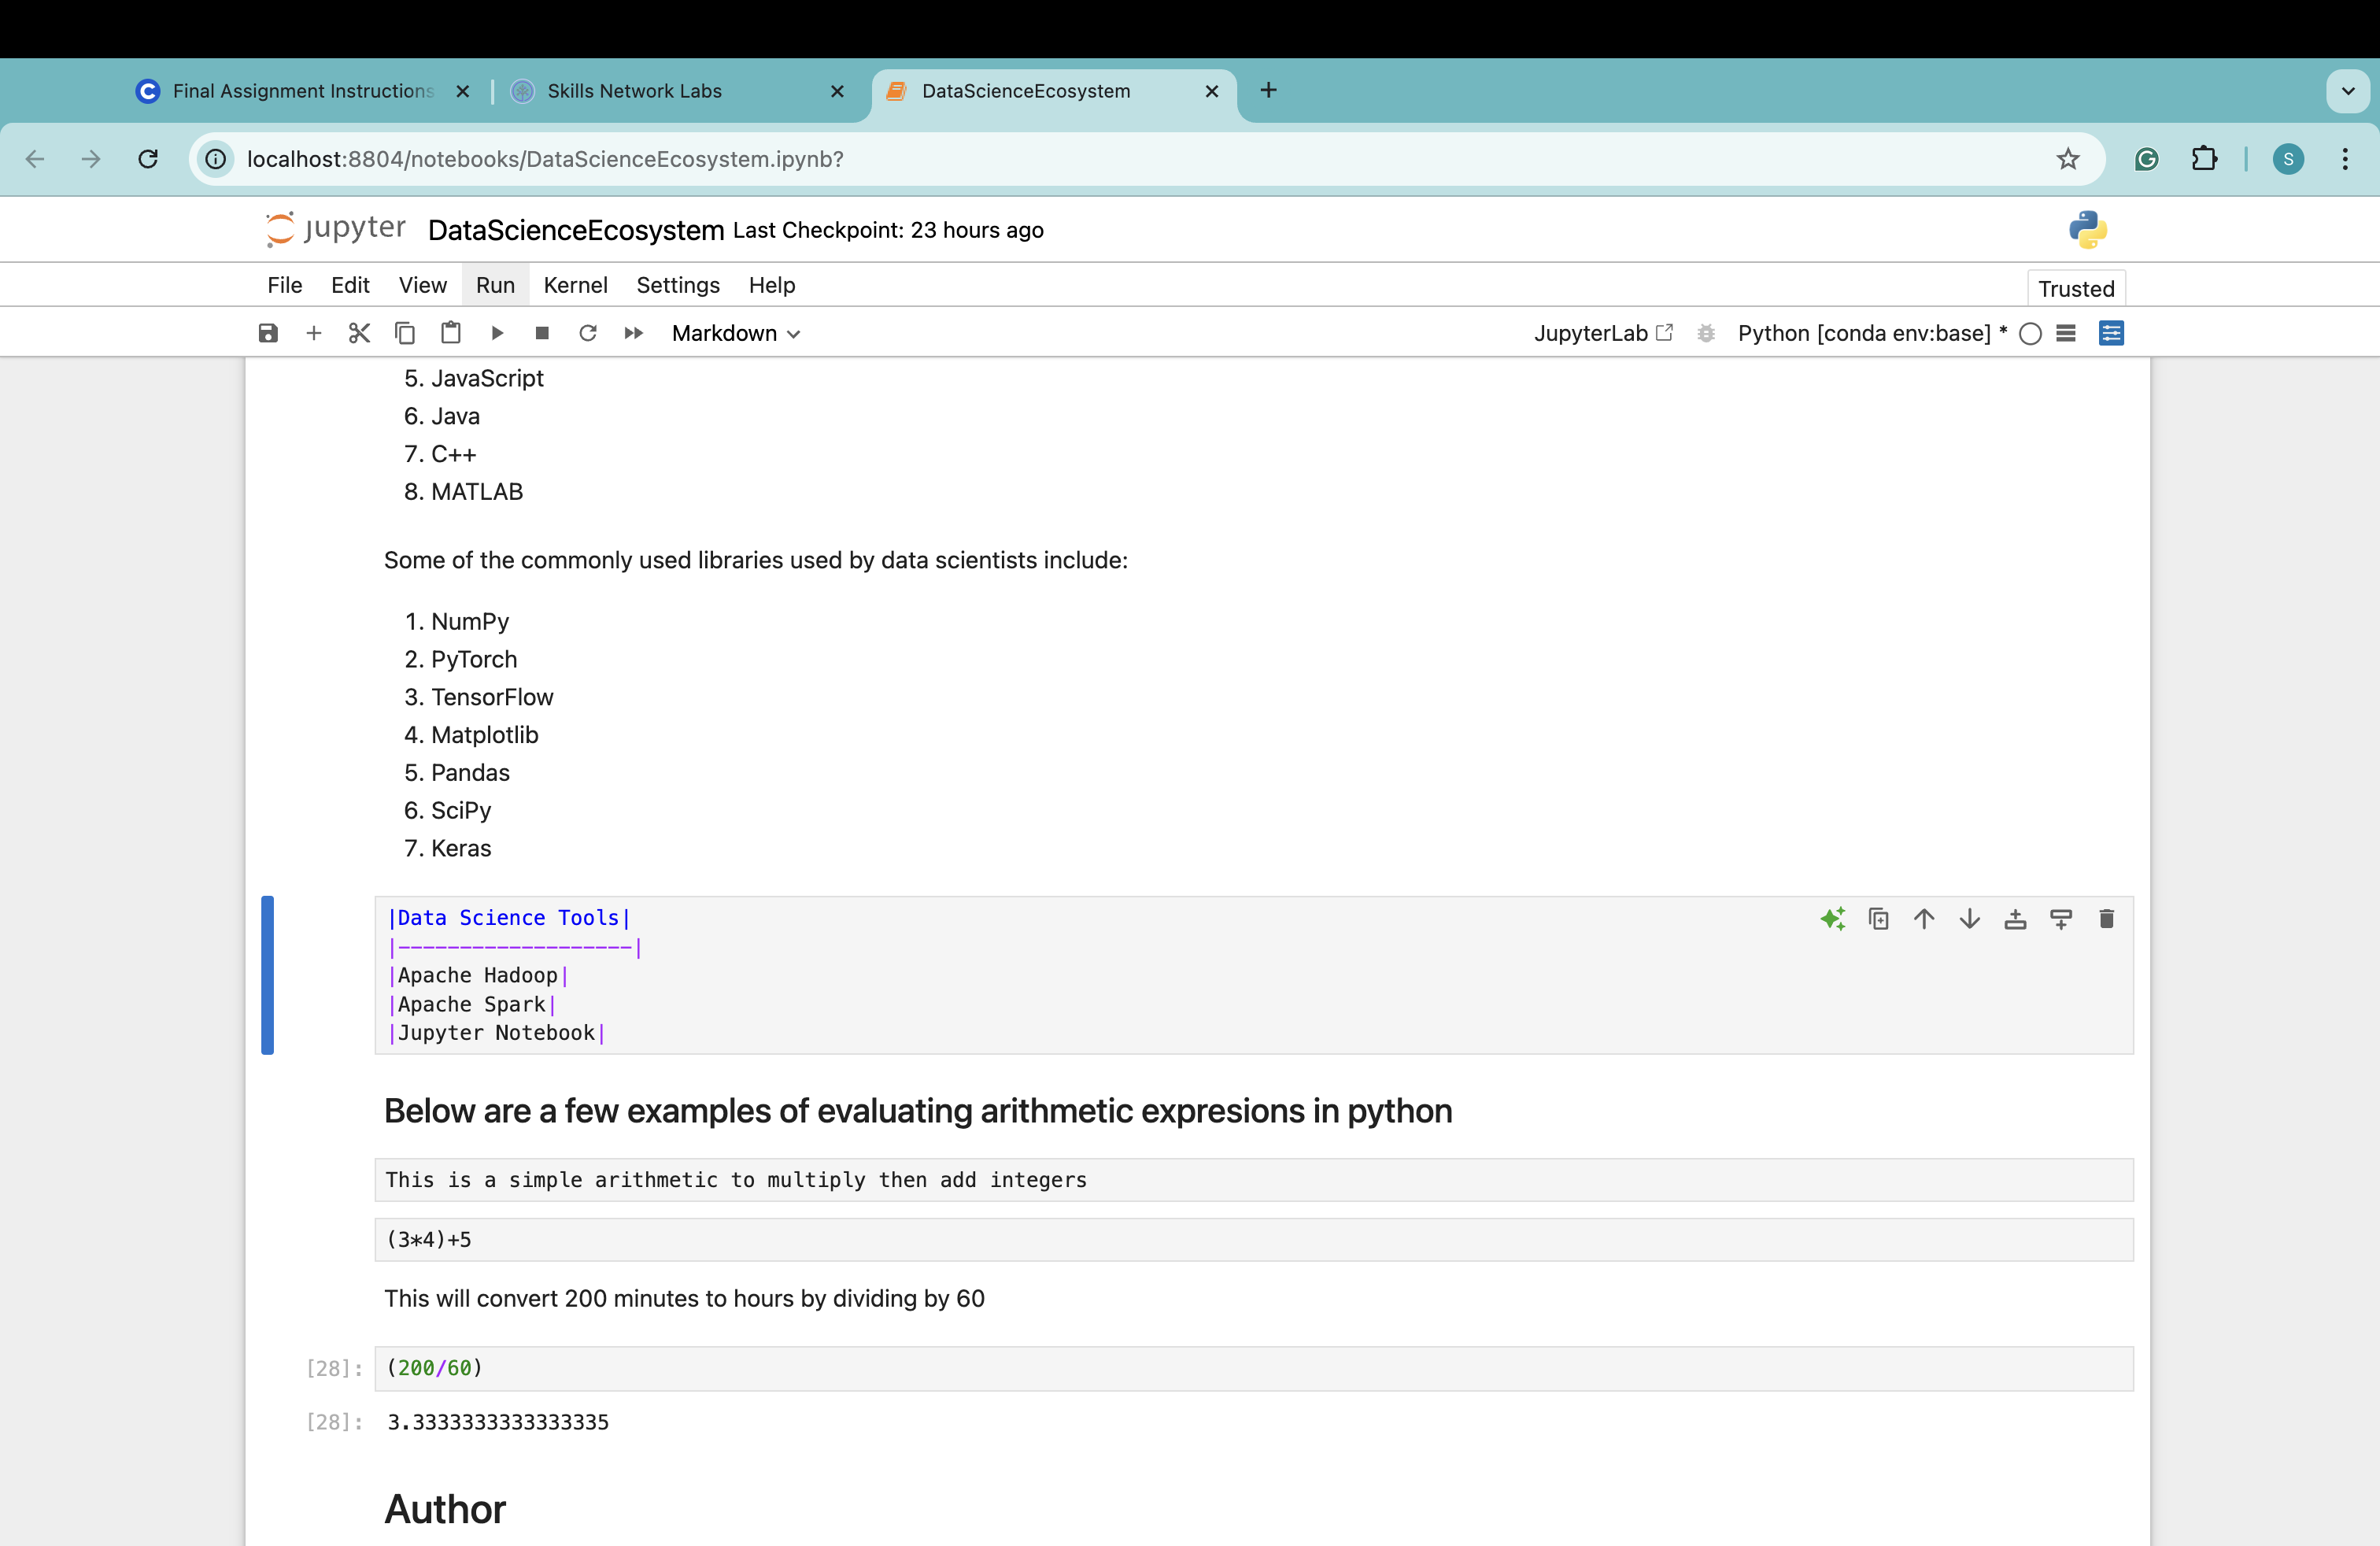 Final Assignment Instructions
Skills Network Labs
DataScienceEcosystem
localhost:8804/notebooks/DataScienceEcosystem.ipynb?
S
jupyter DataScienceEcosystem Last Checkpoint: 23 hours ago
File Edit View Run Kernel Settings Help
Trusted
Markdown
JupyterLab Python [conda env:base] *
5. JavaScript
6. Java
7. C++
8. MATLAB
Some of the commonly used libraries used by data scientists include:
1. NumPy
2. PyTorch
3. TensorFlow
4. Matplotlib
5. Pandas
6. SciPy
7. Keras
|Data Science Tools|
|-------------------|
|Apache Hadoop|
|Apache Spark|
|Jupyter Notebook|
Below are a few examples of evaluating arithmetic expresions in python
This is a simple arithmetic to multiply then add integers
(3*4)+5
This will convert 200 minutes to hours by dividing by 60
[28]: (200/60)
[28]: 3.3333333333333335
Author